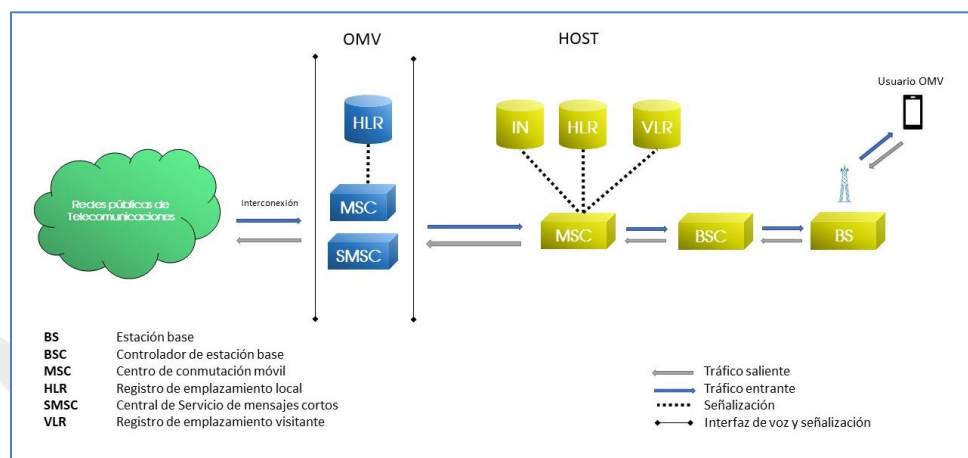 OMV
HOST
Usuario OMV
HLR
IN
HLR
VLR
Redes públicas de
Telecomunicaciones
Interconexión
MSC
SMSC
MSC
BSC
BS
BS Estación base
BSC Controlador de estación base
MSC Centro de conmutación móvil
HLR Registro de emplazamiento local
SMSC Central de Servicio de mensajes cortos
VLR Registro de emplazamiento visitante
Tráfico saliente
Tráfico entrante
Señalización
Interfaz de voz y señalización